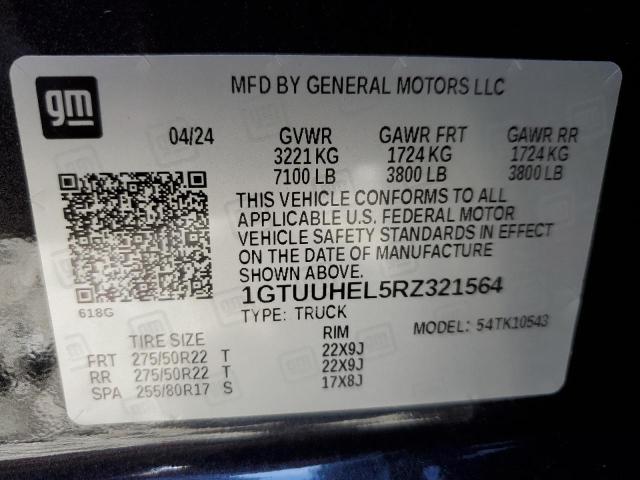 gm
MFD BY GENERAL MOTORS LLC
04/24 GVWR GAWR FRT GAWR RR
3221 KG 1724 KG 1724 KG
7100 LB 3800 LB 3800 LB
THIS VEHICLE CONFORMS TO ALL
APPLICABLE U.S. FEDERAL MOTOR
VEHICLE SAFETY STANDARDS IN EFFECT
ON THE DATE OF MANUFACTURE
SHOWN ABOVE.
618G
1GTUUHEL5RZ321564
TYPE: TRUCK
MODEL: 54TK10543
TIRE SIZE RIM
FRT 275/50R22 T 22X9J
RR 275/50R22 T 22X9J
SPA 255/80R17 S 17X8J